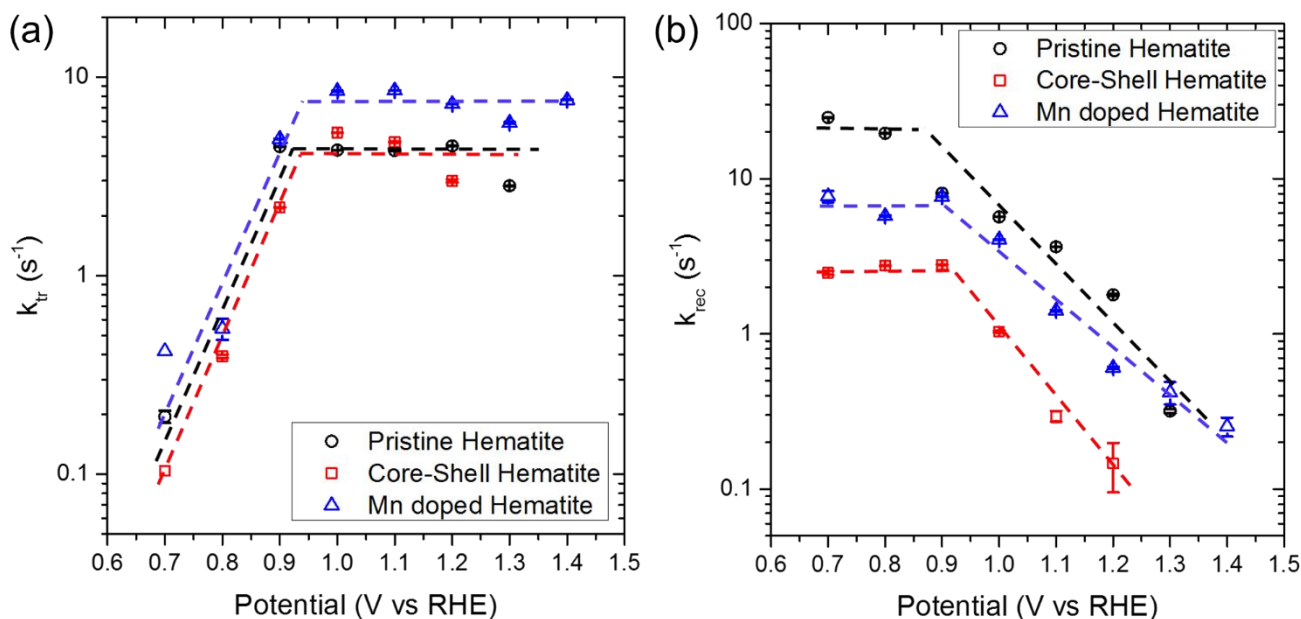 (a)
10
1
0.1
k_tr (s⁻¹)
Pristine Hematite
Core-Shell Hematite
Mn doped Hematite
0.6 0.7 0.8 0.9 1.0 1.1 1.2 1.3 1.4 1.5
Potential (V vs RHE)
(b)
100
10
1
0.1
k_rec (s⁻¹)
Pristine Hematite
Core-Shell Hematite
Mn doped Hematite
0.6 0.7 0.8 0.9 1.0 1.1 1.2 1.3 1.4 1.5
Potential (V vs RHE)